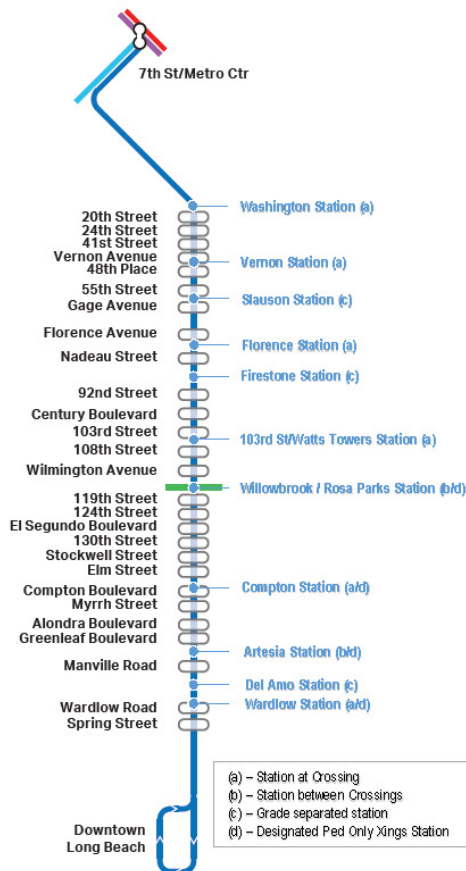 7th St/Metro Ctr
Washington Station (a)
20th Street
24th Street
41st Street
Vernon Avenue
Vernon Station (a)
48th Place
55th Street
Slauson Station (c)
Gage Avenue
Florence Avenue
Florence Station (a)
Nadeau Street
Firestone Station (c)
92nd Street
Century Boulevard
103rd Street
103rd St/Watts Towers Station (a)
108th Street
Wilmington Avenue
Willowbrook / Rosa Parks Station (b/d)
119th Street
124th Street
El Segundo Boulevard
130th Street
Stockwell Street
Elm Street
Compton Station (a/d)
Compton Boulevard
Myrrh Street
Alondra Boulevard
Greenleaf Boulevard
Artesia Station (b/d)
Manville Road
Del Amo Station (c)
Wardlow Road
Wardlow Station (a/d)
Spring Street
(a) – Station at Crossing
(b) – Station between Crossings
(c) – Grade separated station
(d) – Designated Ped Only Xings Station
Downtown
Long Beach